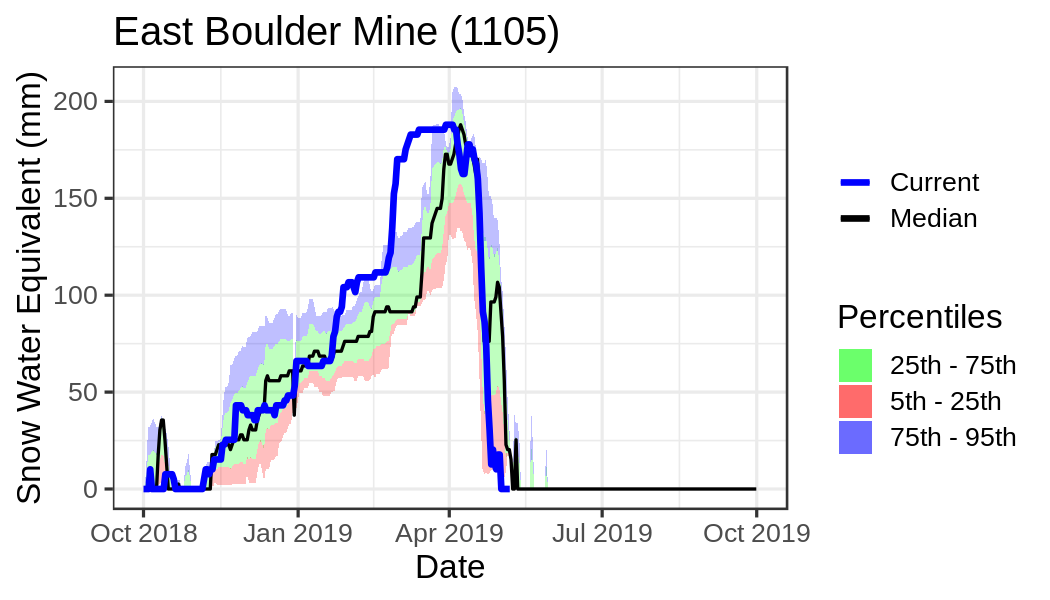 East Boulder Mine (1105)
Snow Water Equivalent (mm)
200
150
100
50
0
Oct 2018
Jan 2019
Apr 2019
Jul 2019
Oct 2019
Date
Current
Median
Percentiles
25th - 75th
5th - 25th
75th - 95th